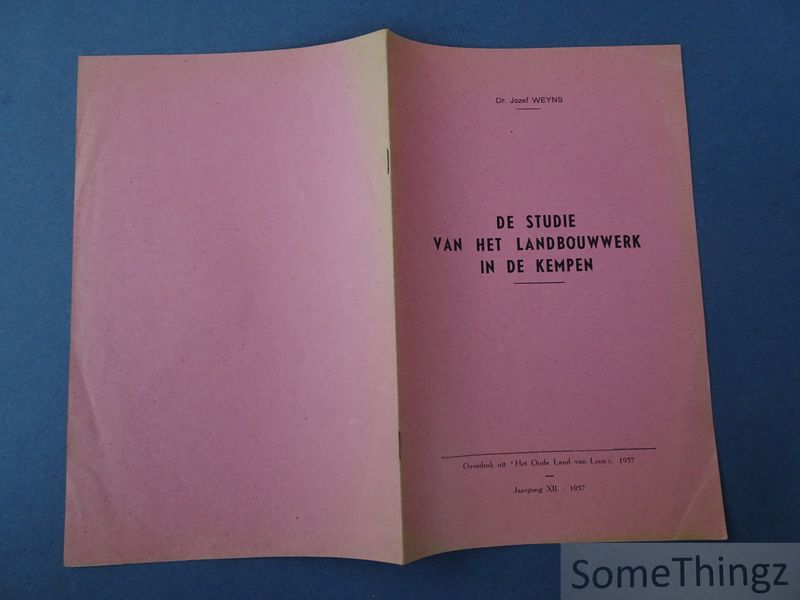 Dr. Jozef WEYNS
DE STUDIE
VAN HET LANDBOUWWERK
IN DE KEMPEN
Overdruk uit « Het Oude Land van Loon », 1957
Jaargang XII - 1957
SomeThingz